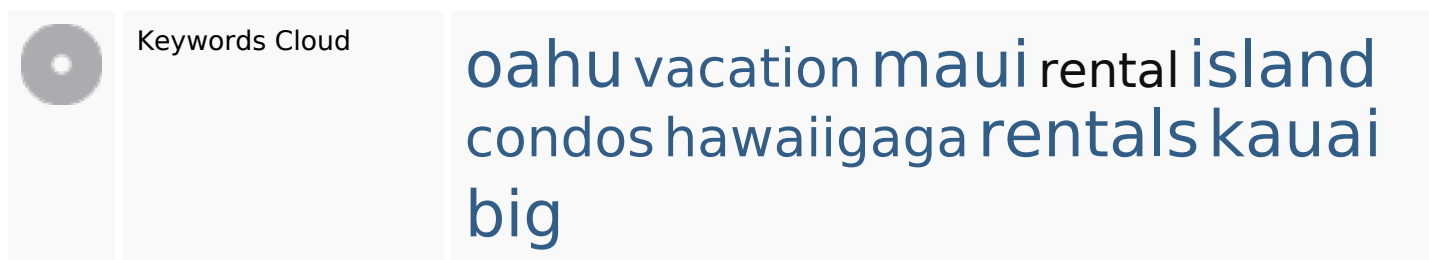 Keywords Cloud
oahu vacation maui rental island
condos hawaiigaga rentals kauai
big